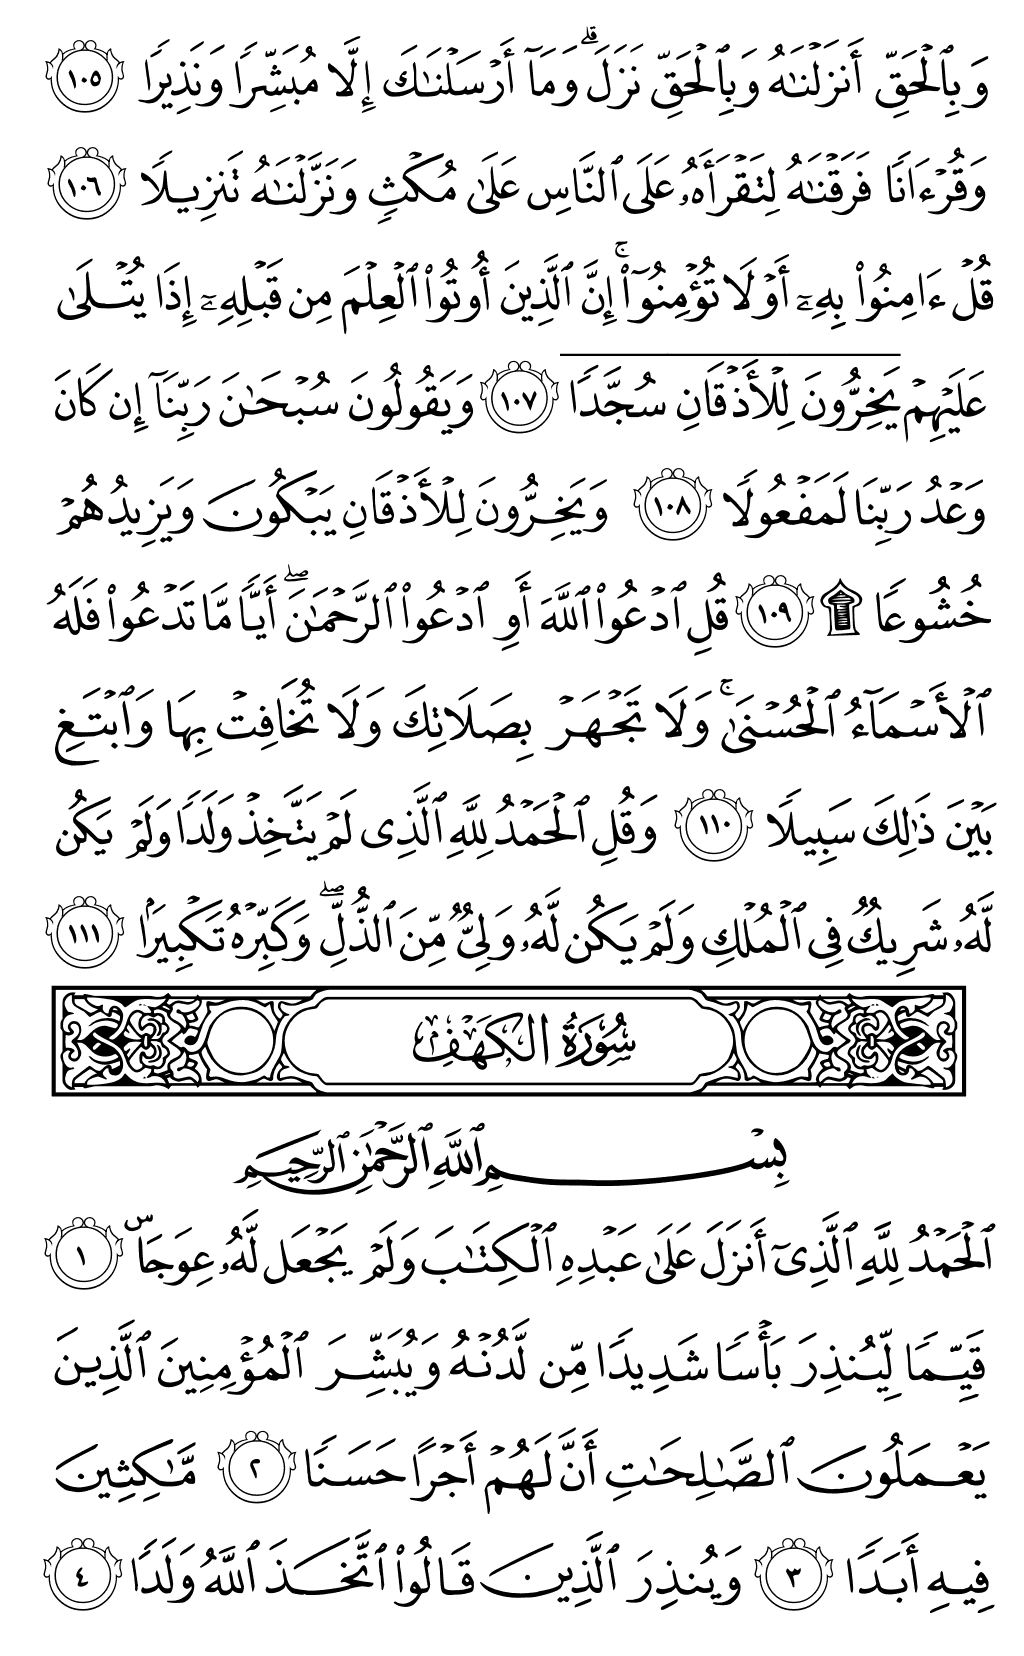 وَبِٱلْحَقِّ أَنزَلْنَٰهُ وَبِٱلْحَقِّ نَزَلَ ۗ وَمَآ أَرْسَلْنَٰكَ إِلَّا مُبَشِّرًا وَنَذِيرًا ١٠٥
وَقُرْءَانًا فَرَقْنَٰهُ لِتَقْرَأَهُۥ عَلَى ٱلنَّاسِ عَلَىٰ مُكْثٍ وَنَزَّلْنَٰهُ تَنزِيلًا ١٠٦
قُلْ ءَامِنُوا۟ بِهِۦٓ أَوْ لَا تُؤْمِنُوٓا۟ ۚ إِنَّ ٱلَّذِينَ أُوتُوا۟ ٱلْعِلْمَ مِن قَبْلِهِۦٓ إِذَا يُتْلَىٰ
عَلَيْهِمْ يَخِرُّونَ لِلْأَذْقَانِ سُجَّدًا ١٠٧ وَيَقُولُونَ سُبْحَٰنَ رَبِّنَآ إِن كَانَ
وَعْدُ رَبِّنَا لَمَفْعُولًا ١٠٨ وَيَخِرُّونَ لِلْأَذْقَانِ يَبْكُونَ وَيَزِيدُهُمْ
خُشُوعًا ۩ ١٠٩ قُلِ ٱدْعُوا۟ ٱللَّهَ أَوِ ٱدْعُوا۟ ٱلرَّحْمَٰنَ ۖ أَيًّا مَّا تَدْعُوا۟ فَلَهُ
ٱلْأَسْمَآءُ ٱلْحُسْنَىٰ ۚ وَلَا تَجْهَرْ بِصَلَاتِكَ وَلَا تُخَافِتْ بِهَا وَٱبْتَغِ
بَيْنَ ذَٰلِكَ سَبِيلًا ١١٠ وَقُلِ ٱلْحَمْدُ لِلَّهِ ٱلَّذِى لَمْ يَتَّخِذْ وَلَدًا وَلَمْ يَكُن
لَّهُۥ شَرِيكٌ فِى ٱلْمُلْكِ وَلَمْ يَكُن لَّهُۥ وَلِىٌّ مِّنَ ٱلذُّلِّ ۖ وَكَبِّرْهُ تَكْبِيرًۢا ١١١
سُورَةُ الكَهْفِ
بِسْمِ ٱللَّهِ ٱلرَّحْمَٰنِ ٱلرَّحِيمِ
ٱلْحَمْدُ لِلَّهِ ٱلَّذِىٓ أَنزَلَ عَلَىٰ عَبْدِهِ ٱلْكِتَٰبَ وَلَمْ يَجْعَل لَّهُۥ عِوَجَاۜ ١
قَيِّمًا لِّيُنذِرَ بَأْسًا شَدِيدًا مِّن لَّدُنْهُ وَيُبَشِّرَ ٱلْمُؤْمِنِينَ ٱلَّذِينَ
يَعْمَلُونَ ٱلصَّٰلِحَٰتِ أَنَّ لَهُمْ أَجْرًا حَسَنًا ٢ مَّٰكِثِينَ
فِيهِ أَبَدًا ٣ وَيُنذِرَ ٱلَّذِينَ قَالُوا۟ ٱتَّخَذَ ٱللَّهُ وَلَدًا ٤